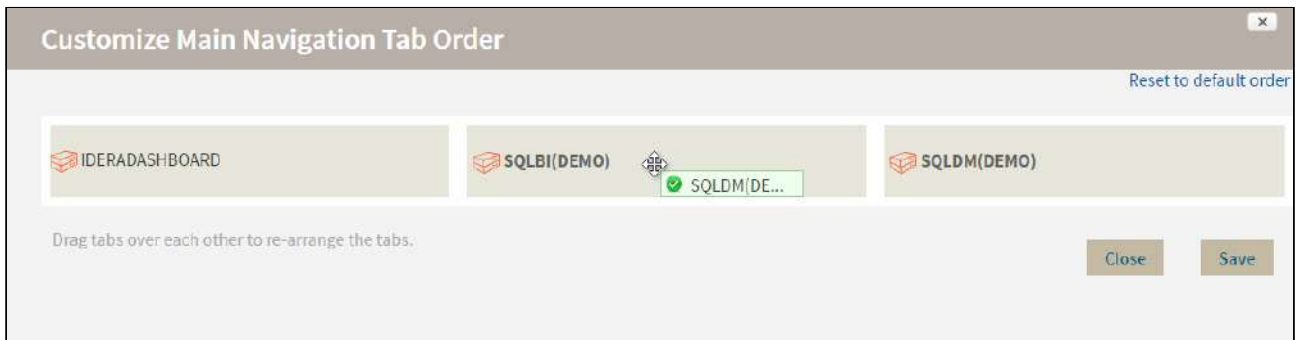 Customize Main Navigation Tab Order
Reset to default order
IDERADASHBOARD
SQLBI(DEMO)
SQLDM(DEMO)
SQLDM(DE...
Drag tabs over each other to re-arrange the tabs.
Close
Save